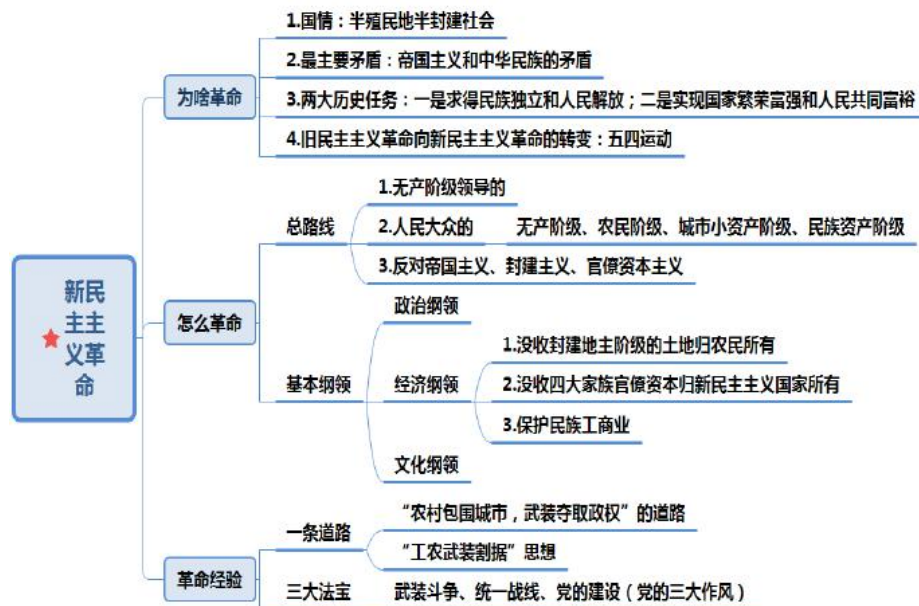 新民
主主
义革
命
为啥革命
1.国情：半殖民地半封建社会
2.最主要矛盾：帝国主义和中华民族的矛盾
3.两大历史任务：一是求得民族独立和人民解放；二是实现国家繁荣富强和人民共同富裕
4.旧民主主义革命向新民主主义革命的转变：五四运动
怎么革命
总路线
1.无产阶级领导的
2.人民大众的
无产阶级、农民阶级、城市小资产阶级、民族资产阶级
3.反对帝国主义、封建主义、官僚资本主义
基本纲领
政治纲领
经济纲领
1.没收封建地主阶级的土地归农民所有
2.没收四大家族官僚资本归新民主主义国家所有
3.保护民族工商业
文化纲领
革命经验
一条道路
“农村包围城市，武装夺取政权”的道路
“工农武装割据”思想
三大法宝
武装斗争、统一战线、党的建设（党的三大作风）